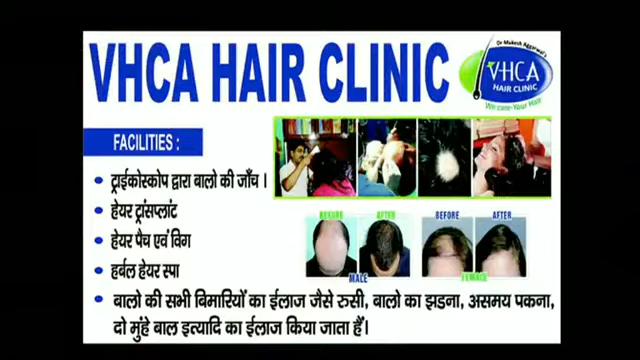 VHCA HAIR CLINIC
Dr Mukesh Aggarwal's
VHCA
HAIR CLINIC
We care-Your Hair
FACILITIES :
• ट्राईकोस्कोप द्वारा बालो की जाँच ।
• हेयर ट्रांसप्लांट
• हेयर पैच एवं विग
• हर्बल हेयर स्पा
BEFORE AFTER BEFORE AFTER
MALE FEMALE
• बालो की सभी बिमारियों का ईलाज जैसे रुसी, बालो का झडना, असमय पकना,
दो मुंहे बाल इत्यादि का ईलाज किया जाता हैं।